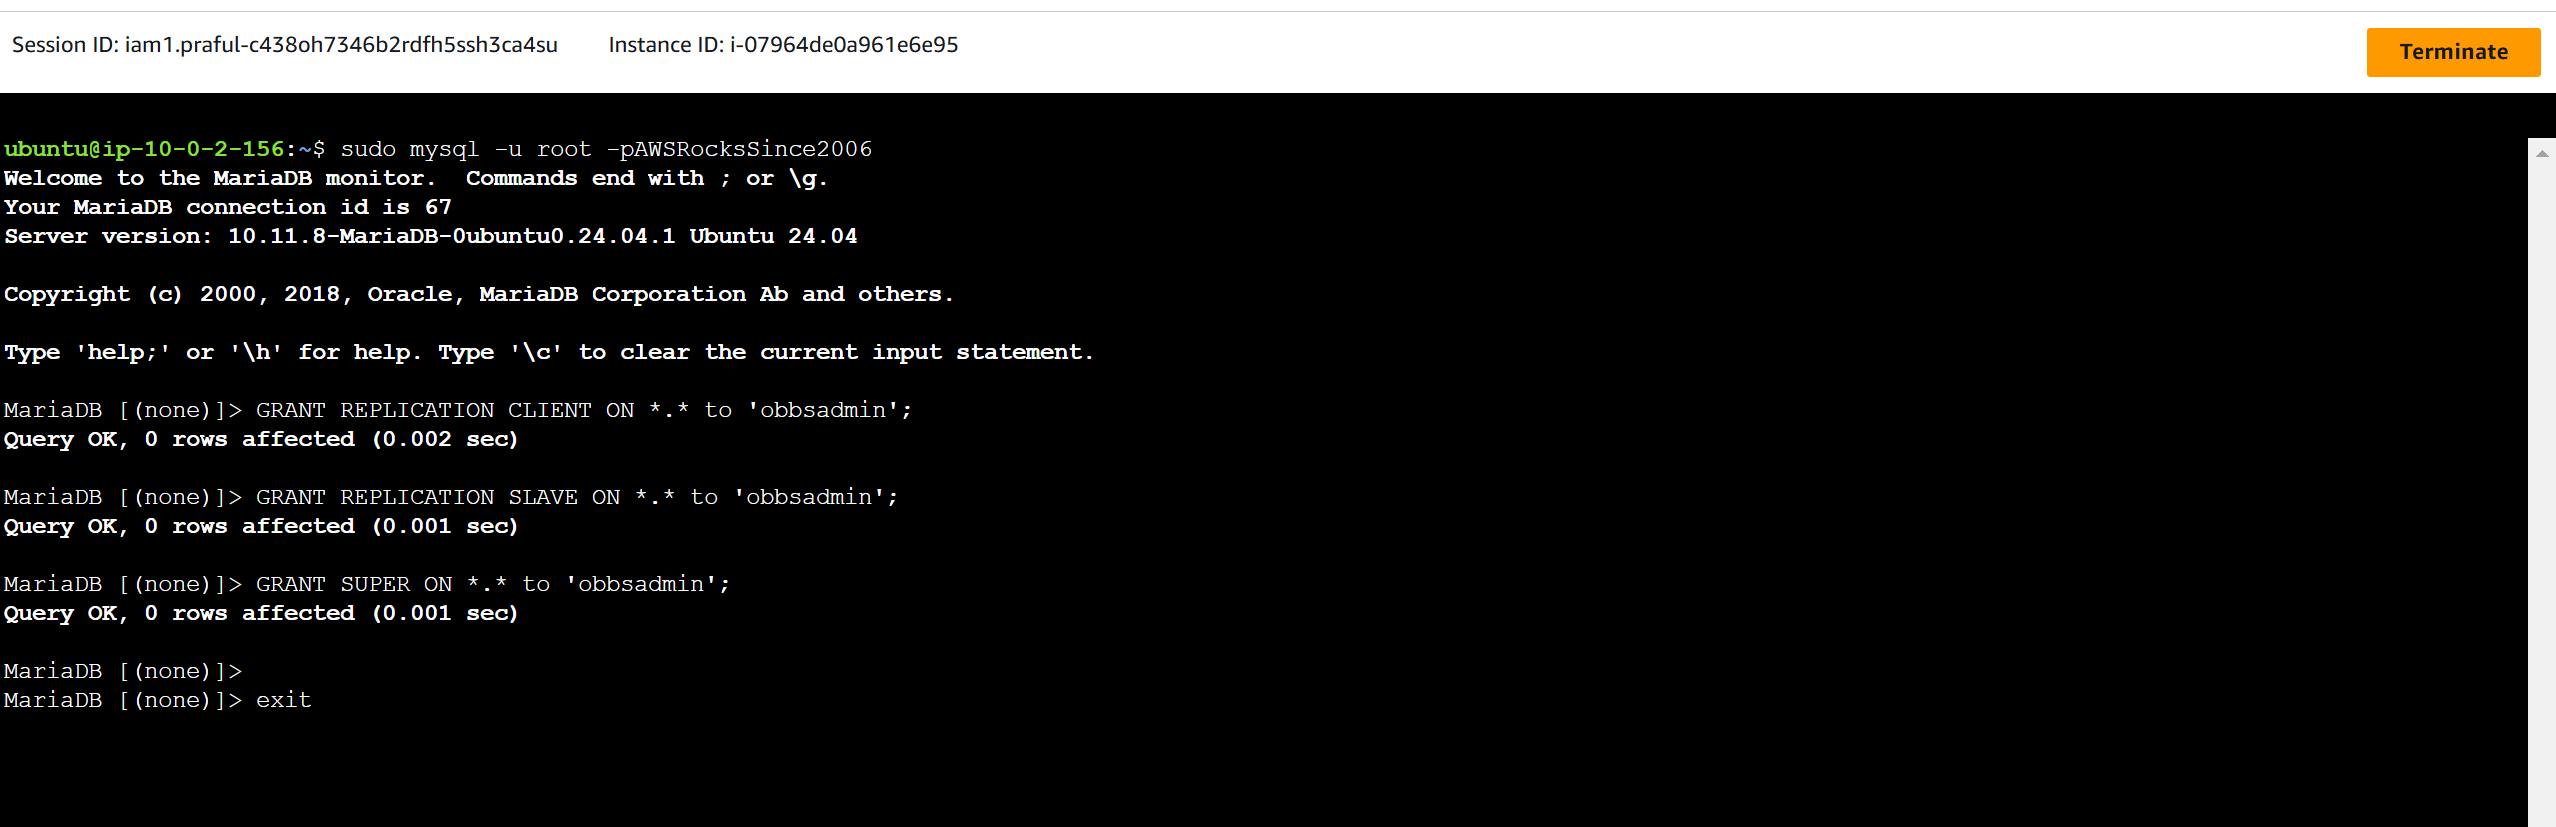 Session ID: iam1.praful-c438oh7346b2rdfh5ssh3ca4su Instance ID: i-07964de0a961e6e95
Terminate
ubuntu@ip-10-0-2-156:~$ sudo mysql -u root -pAWSRocksSince2006
Welcome to the MariaDB monitor.  Commands end with ; or \g.
Your MariaDB connection id is 67
Server version: 10.11.8-MariaDB-0ubuntu0.24.04.1 Ubuntu 24.04
Copyright (c) 2000, 2018, Oracle, MariaDB Corporation Ab and others.
Type 'help;' or '\h' for help. Type '\c' to clear the current input statement.
MariaDB [(none)]> GRANT REPLICATION CLIENT ON *.* to 'obbsadmin';
Query OK, 0 rows affected (0.002 sec)
MariaDB [(none)]> GRANT REPLICATION SLAVE ON *.* to 'obbsadmin';
Query OK, 0 rows affected (0.001 sec)
MariaDB [(none)]> GRANT SUPER ON *.* to 'obbsadmin';
Query OK, 0 rows affected (0.001 sec)
MariaDB [(none)]>
MariaDB [(none)]> exit